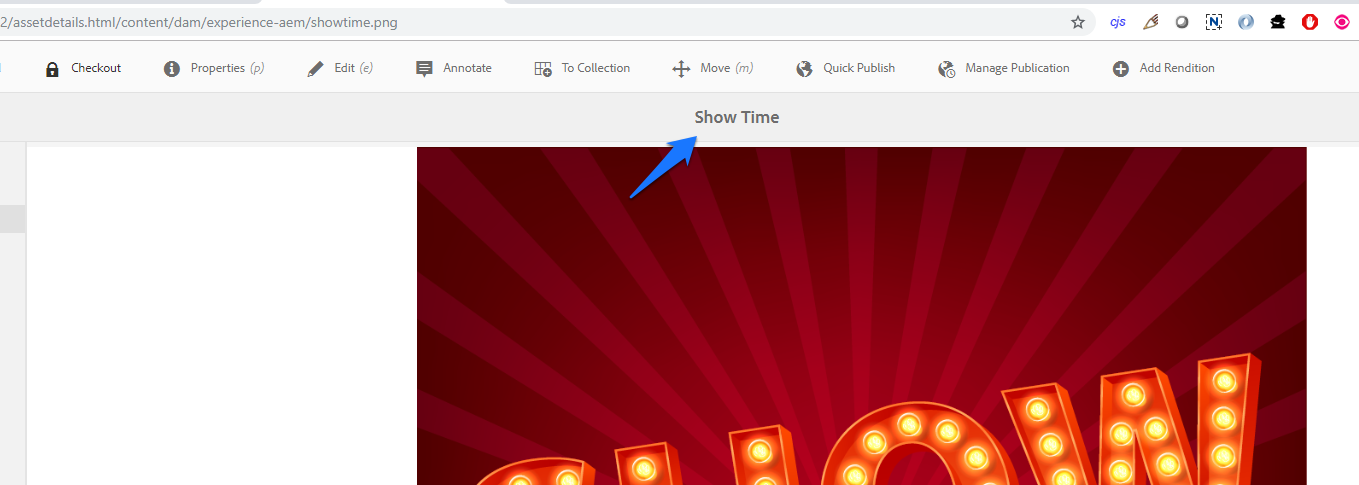 2/assetdetails.html/content/dam/experience-aem/showtime.png
cjs
N
Checkout Properties (p) Edit (e) Annotate To Collection Move (m) Quick Publish Manage Publication Add Rendition
Show Time
SHOW